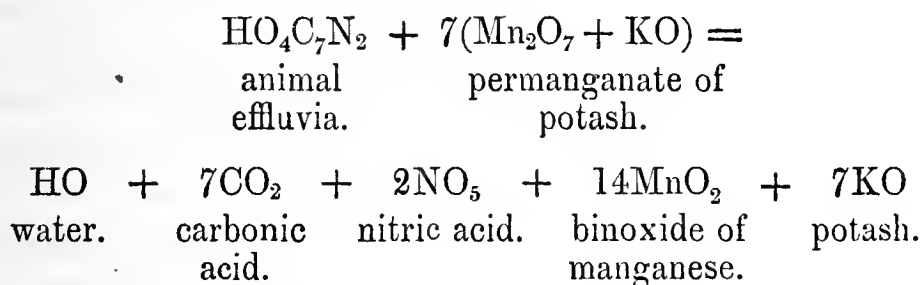 HO₄C₇N₂ + 7(Mn₂O₇ + KO) =
animal permanganate of
effluvia. potash.
HO + 7CO₂ + 2NO₅ + 14MnO₂ + 7KO
water. carbonic nitric acid. binoxide of potash.
acid. manganese.